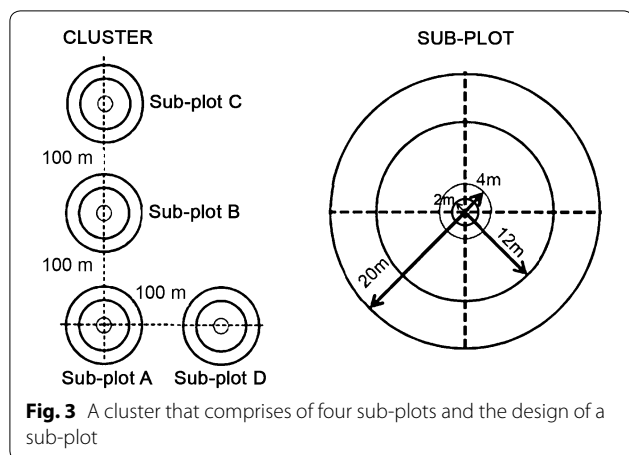 CLUSTER
Sub-plot C
100 m
Sub-plot B
100 m
100 m
Sub-plot A Sub-plot D
SUB-PLOT
4m
2m
12m
20m
Fig. 3 A cluster that comprises of four sub-plots and the design of a
sub-plot